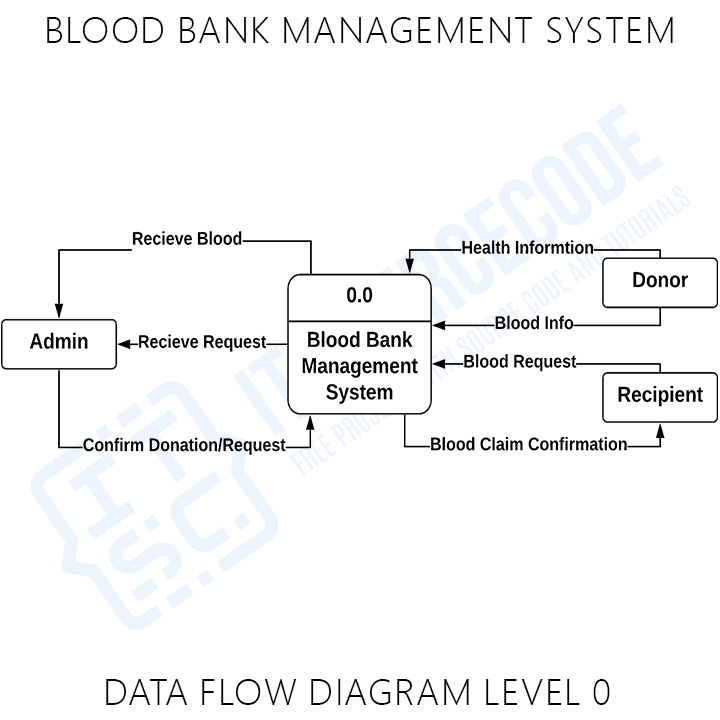 BLOOD BANK MANAGEMENT SYSTEM
Recieve Blood
Health Informtion
0.0
Donor
Blood Info
Admin
Recieve Request
Blood Bank
Management
System
Blood Request
Recipient
Confirm Donation/Request
Blood Claim Confirmation
DATA FLOW DIAGRAM LEVEL 0